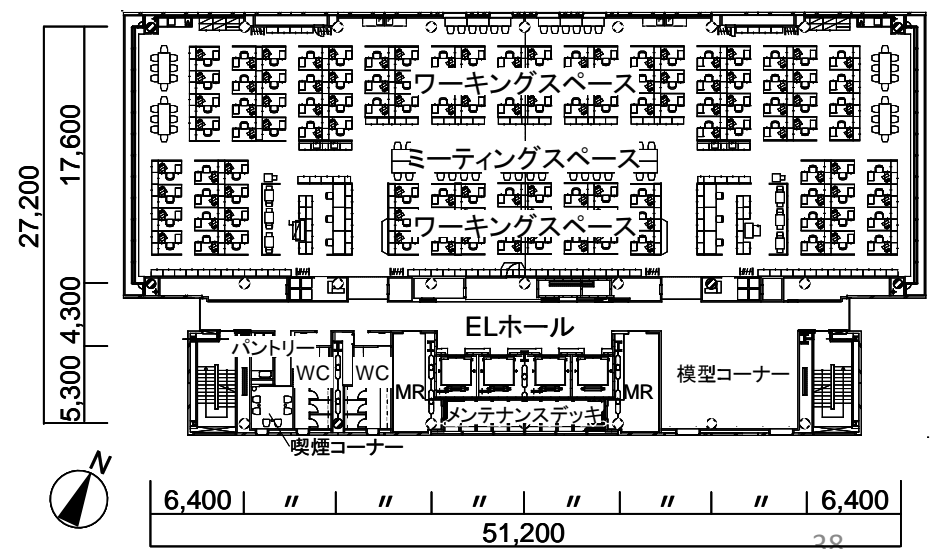 ワーキングスペース
ミーティングスペース
ワーキングスペース
ELホール
パントリー
WC
WC
MR
MR
模型コーナー
メンテナンスデッキ
喫煙コーナー
27,200
17,600
4,300
5,300
N
6,400
〃
〃
〃
〃
〃
〃
6,400
51,200
38